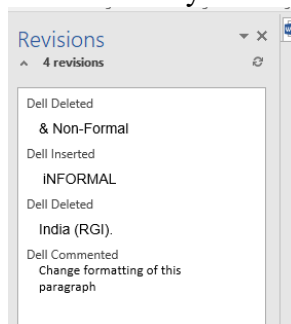 Revisions
4 revisions
Dell Deleted
& Non-Formal
Dell Inserted
iNFORMAL
Dell Deleted
India (RGI).
Dell Commented
Change formatting of this
paragraph